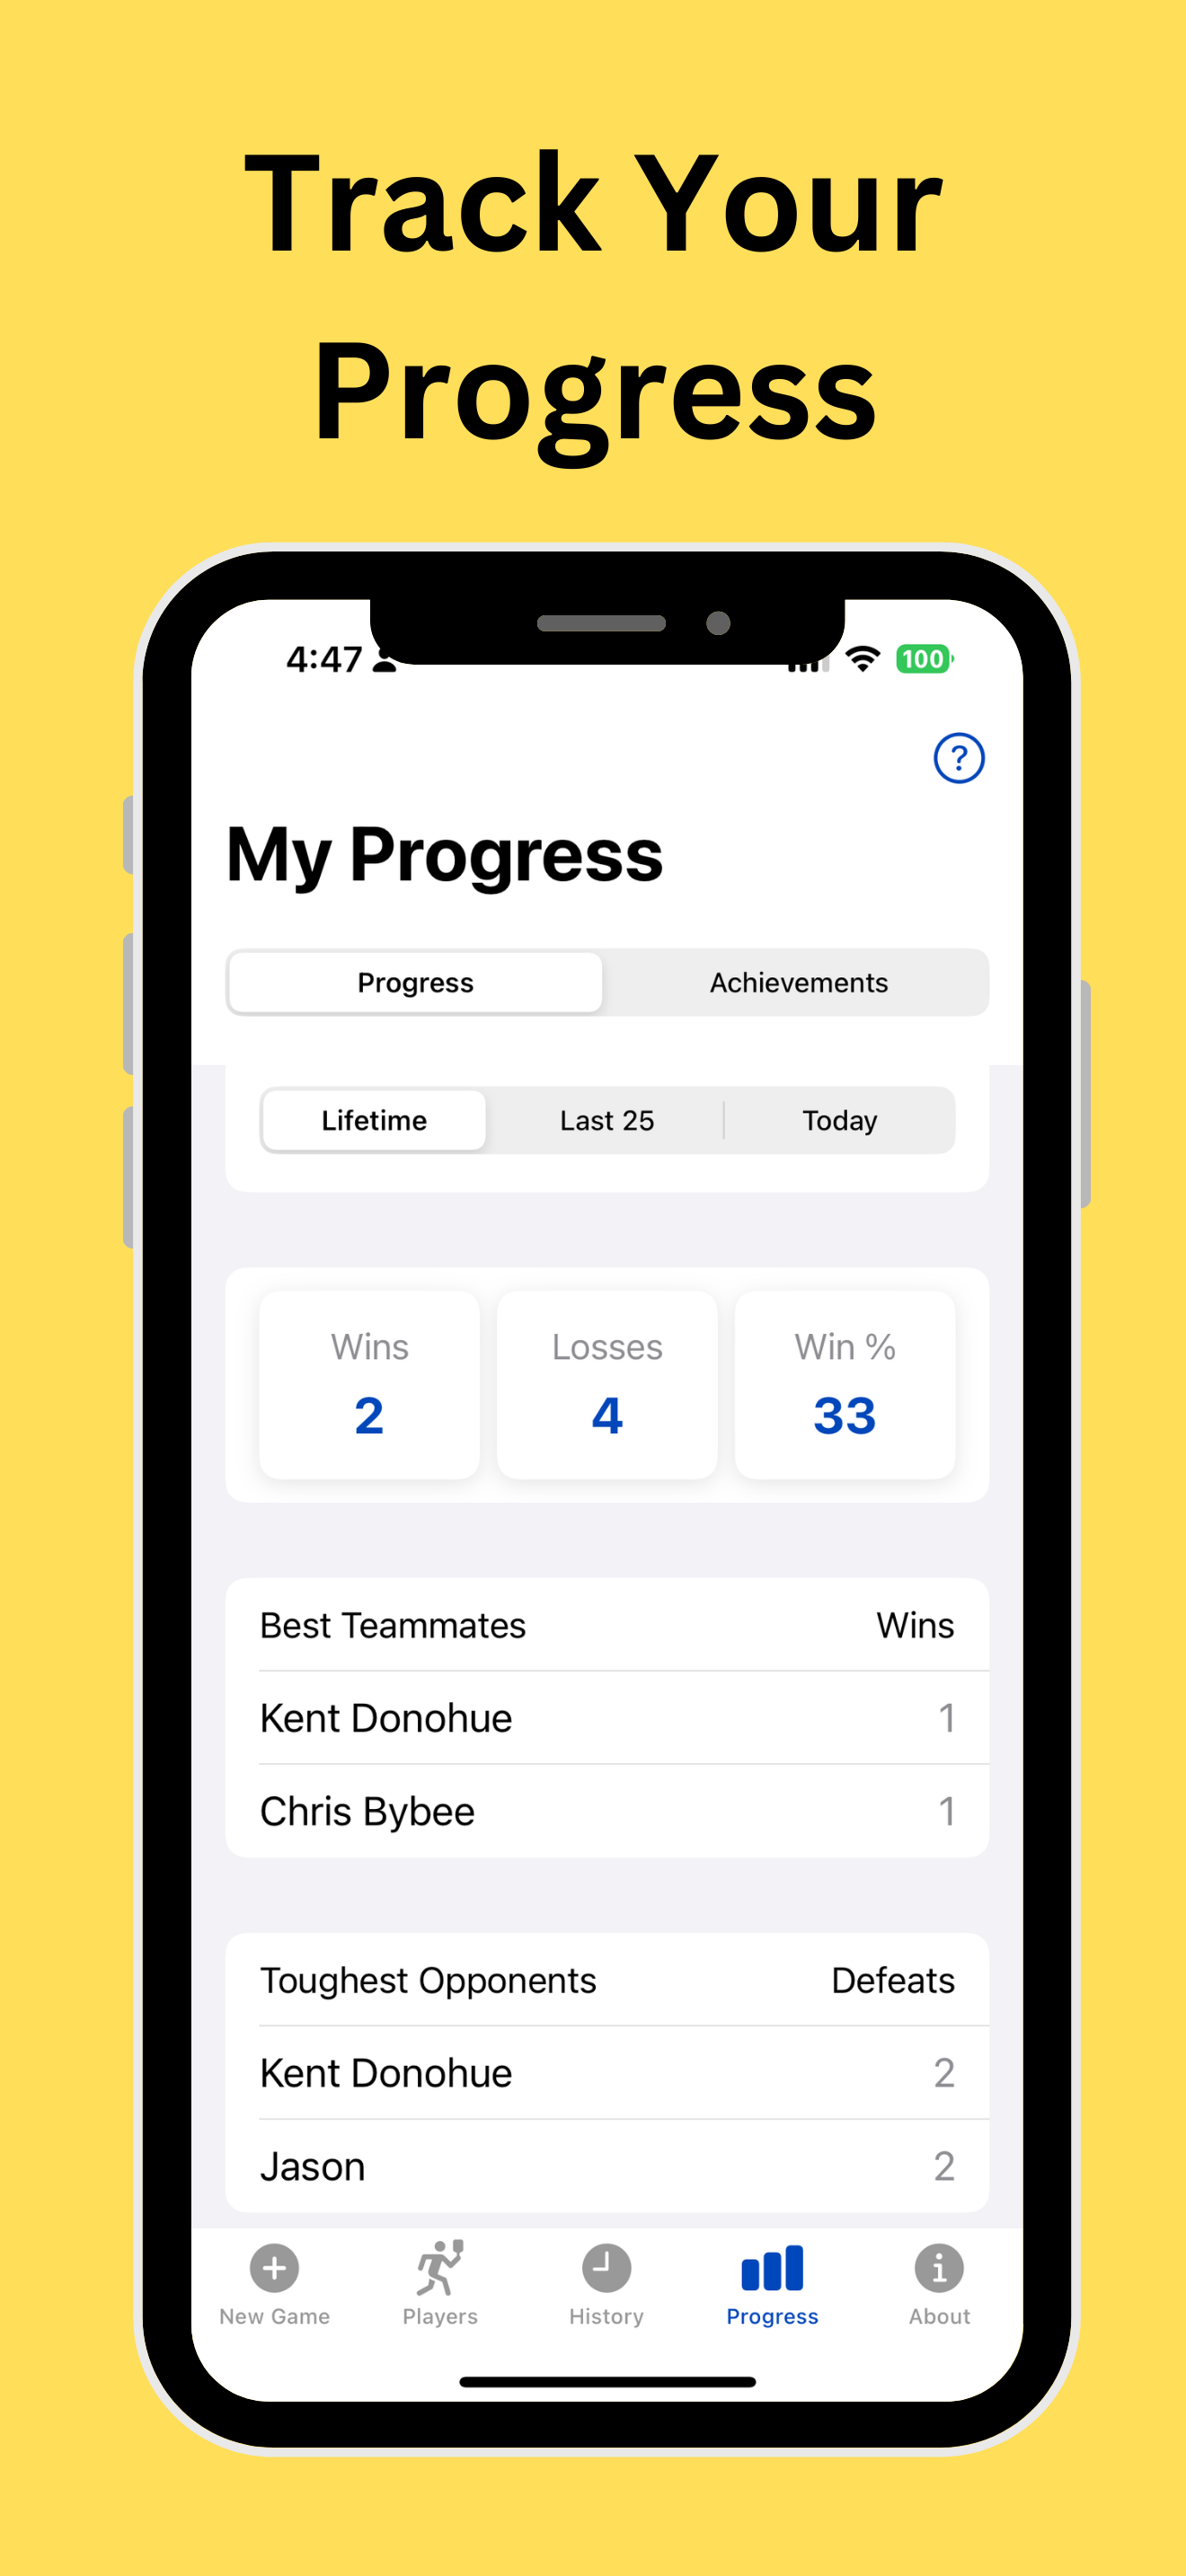 Track Your
Progress
4:47
100
?
My Progress
Progress Achievements
Lifetime Last 25 Today
Wins Losses Win %
2 4 33
Best Teammates Wins
Kent Donohue 1
Chris Bybee 1
Toughest Opponents Defeats
Kent Donohue 2
Jason 2
New Game Players History Progress About